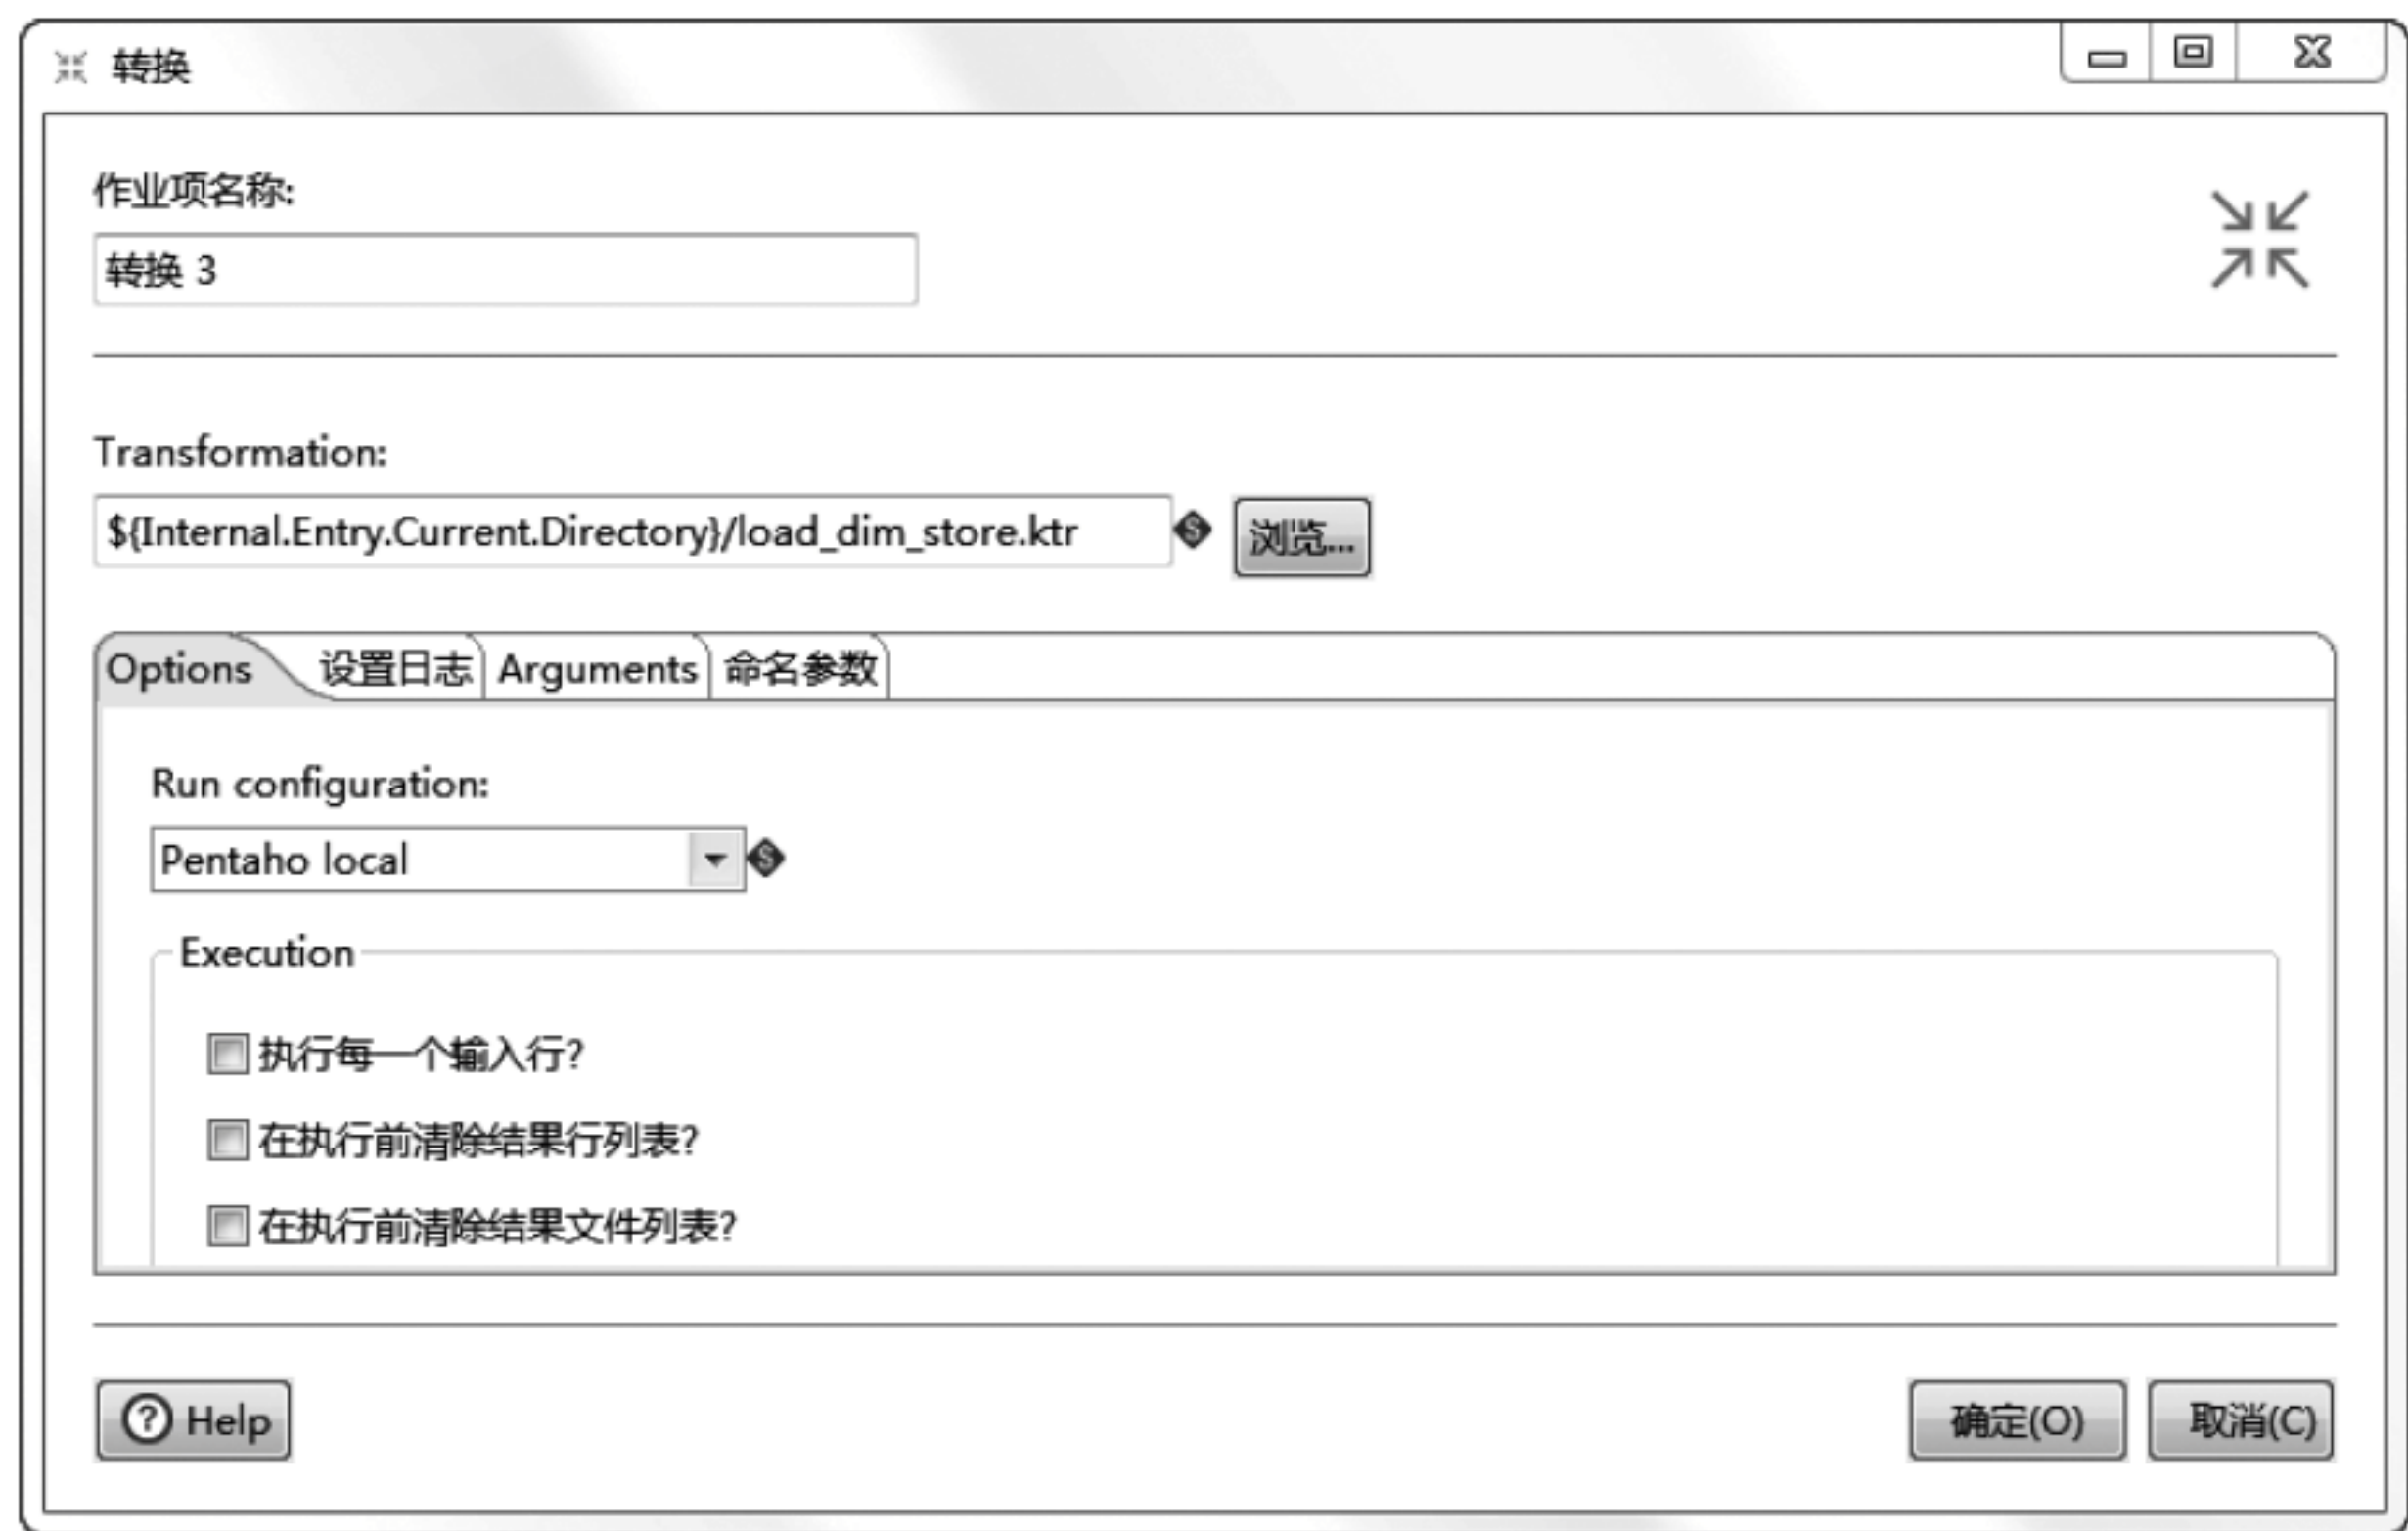 转换
作业项名称:
转换 3
Transformation:
${Internal.Entry.Current.Directory}/load_dim_store.ktr
浏览...
Options 设置日志 Arguments 命名参数
Run configuration:
Pentaho local
Execution
执行每一个输入行?
在执行前清除结果行列表?
在执行前清除结果文件列表?
Help 确定(O) 取消(C)